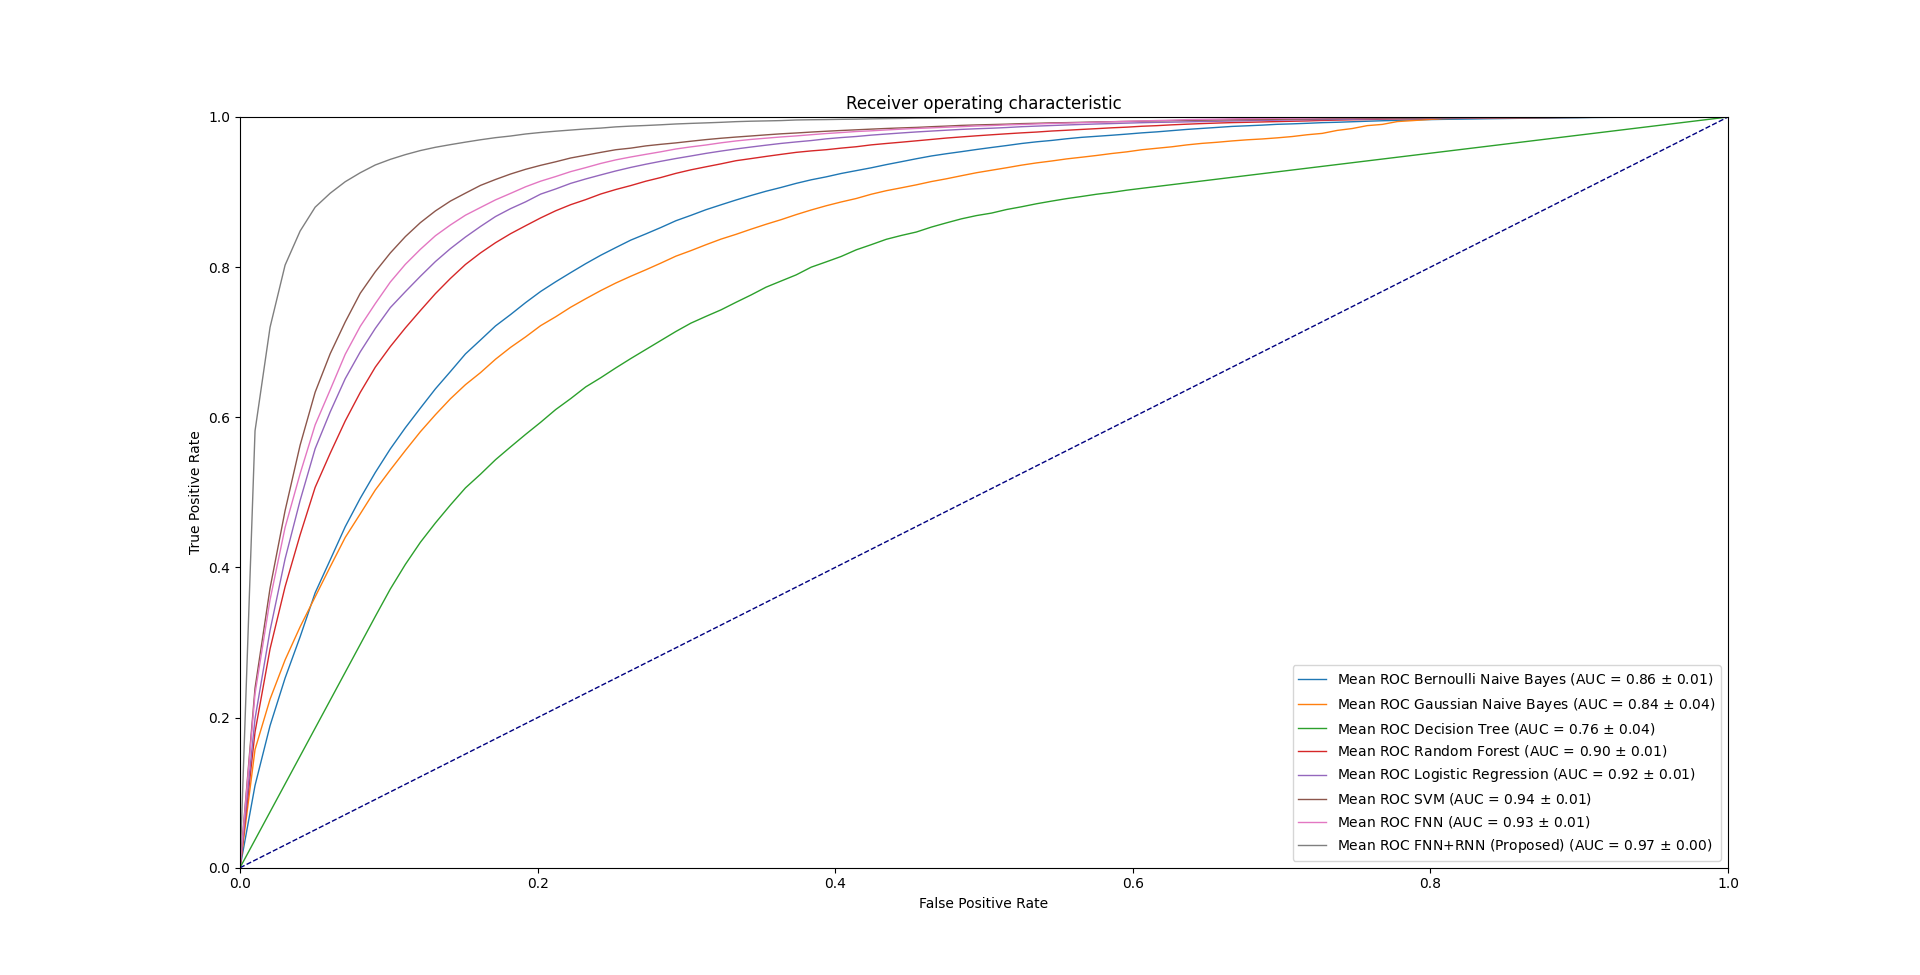 Receiver operating characteristic
1.0
0.8
0.6
0.4
0.2
0.0
True Positive Rate
0.0 0.2 0.4 0.6 0.8 1.0
False Positive Rate
Mean ROC Bernoulli Naive Bayes (AUC = 0.86 ± 0.01)
Mean ROC Gaussian Naive Bayes (AUC = 0.84 ± 0.04)
Mean ROC Decision Tree (AUC = 0.76 ± 0.04)
Mean ROC Random Forest (AUC = 0.90 ± 0.01)
Mean ROC Logistic Regression (AUC = 0.92 ± 0.01)
Mean ROC SVM (AUC = 0.94 ± 0.01)
Mean ROC FNN (AUC = 0.93 ± 0.01)
Mean ROC FNN+RNN (Proposed) (AUC = 0.97 ± 0.00)